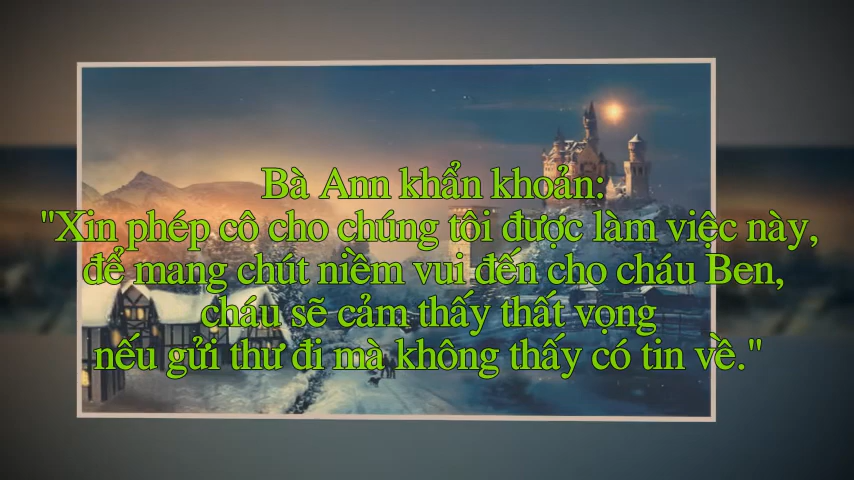 Bà Ann khẩn khoản:
"Xin phép cô cho chúng tôi được làm việc này,
để mang chút niềm vui đến cho cháu Ben,
cháu sẽ cảm thấy thất vọng
nếu gửi thư đi mà không thấy có tin về."